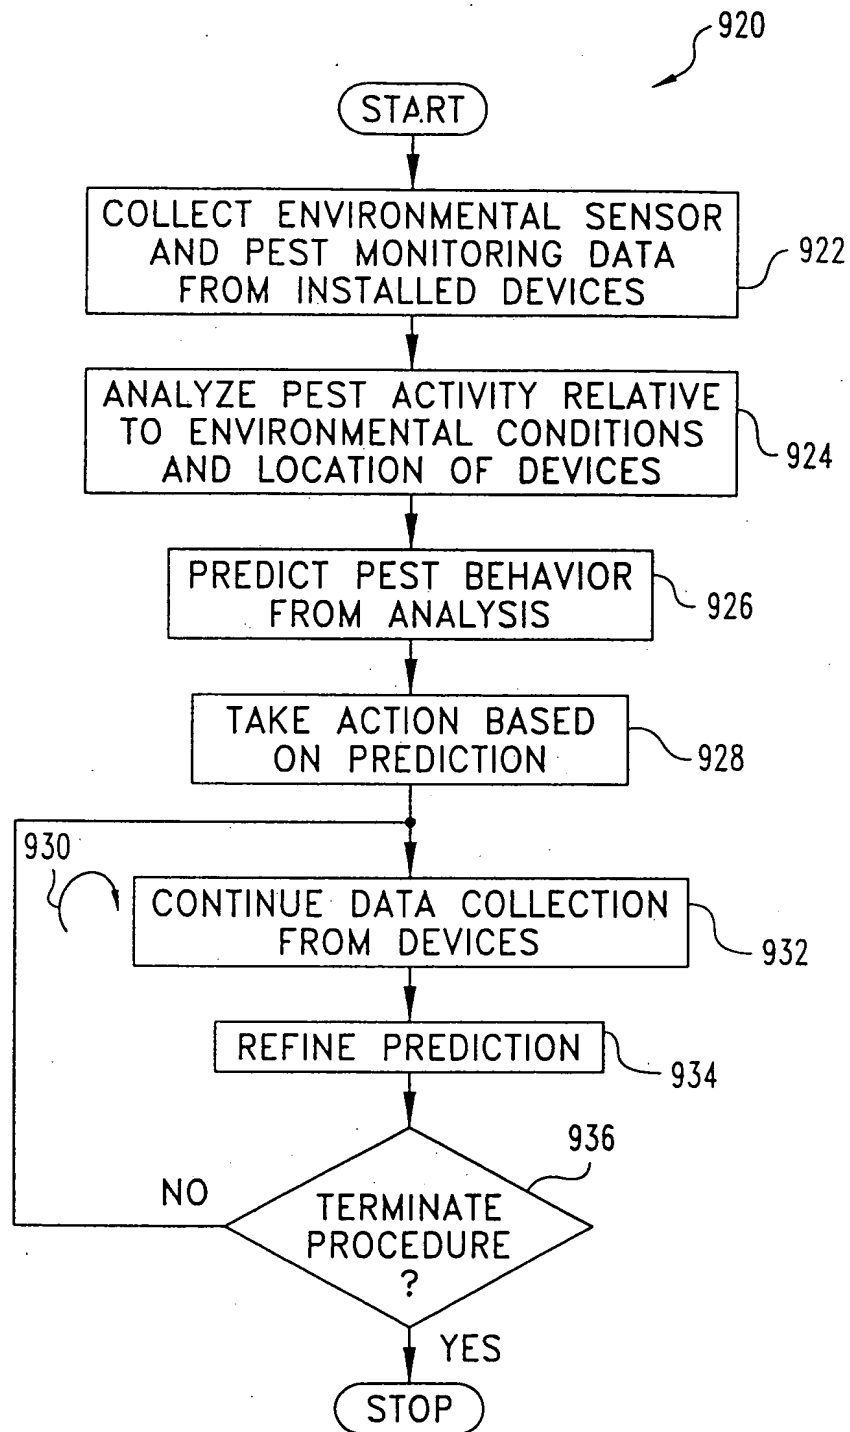 920
START
COLLECT ENVIRONMENTAL SENSOR
AND PEST MONITORING DATA
FROM INSTALLED DEVICES
922
ANALYZE PEST ACTIVITY RELATIVE
TO ENVIRONMENTAL CONDITIONS
AND LOCATION OF DEVICES
924
PREDICT PEST BEHAVIOR
FROM ANALYSIS
926
TAKE ACTION BASED
ON PREDICTION
928
930
CONTINUE DATA COLLECTION
FROM DEVICES
932
REFINE PREDICTION
934
936
NO
TERMINATE
PROCEDURE
?
YES
STOP